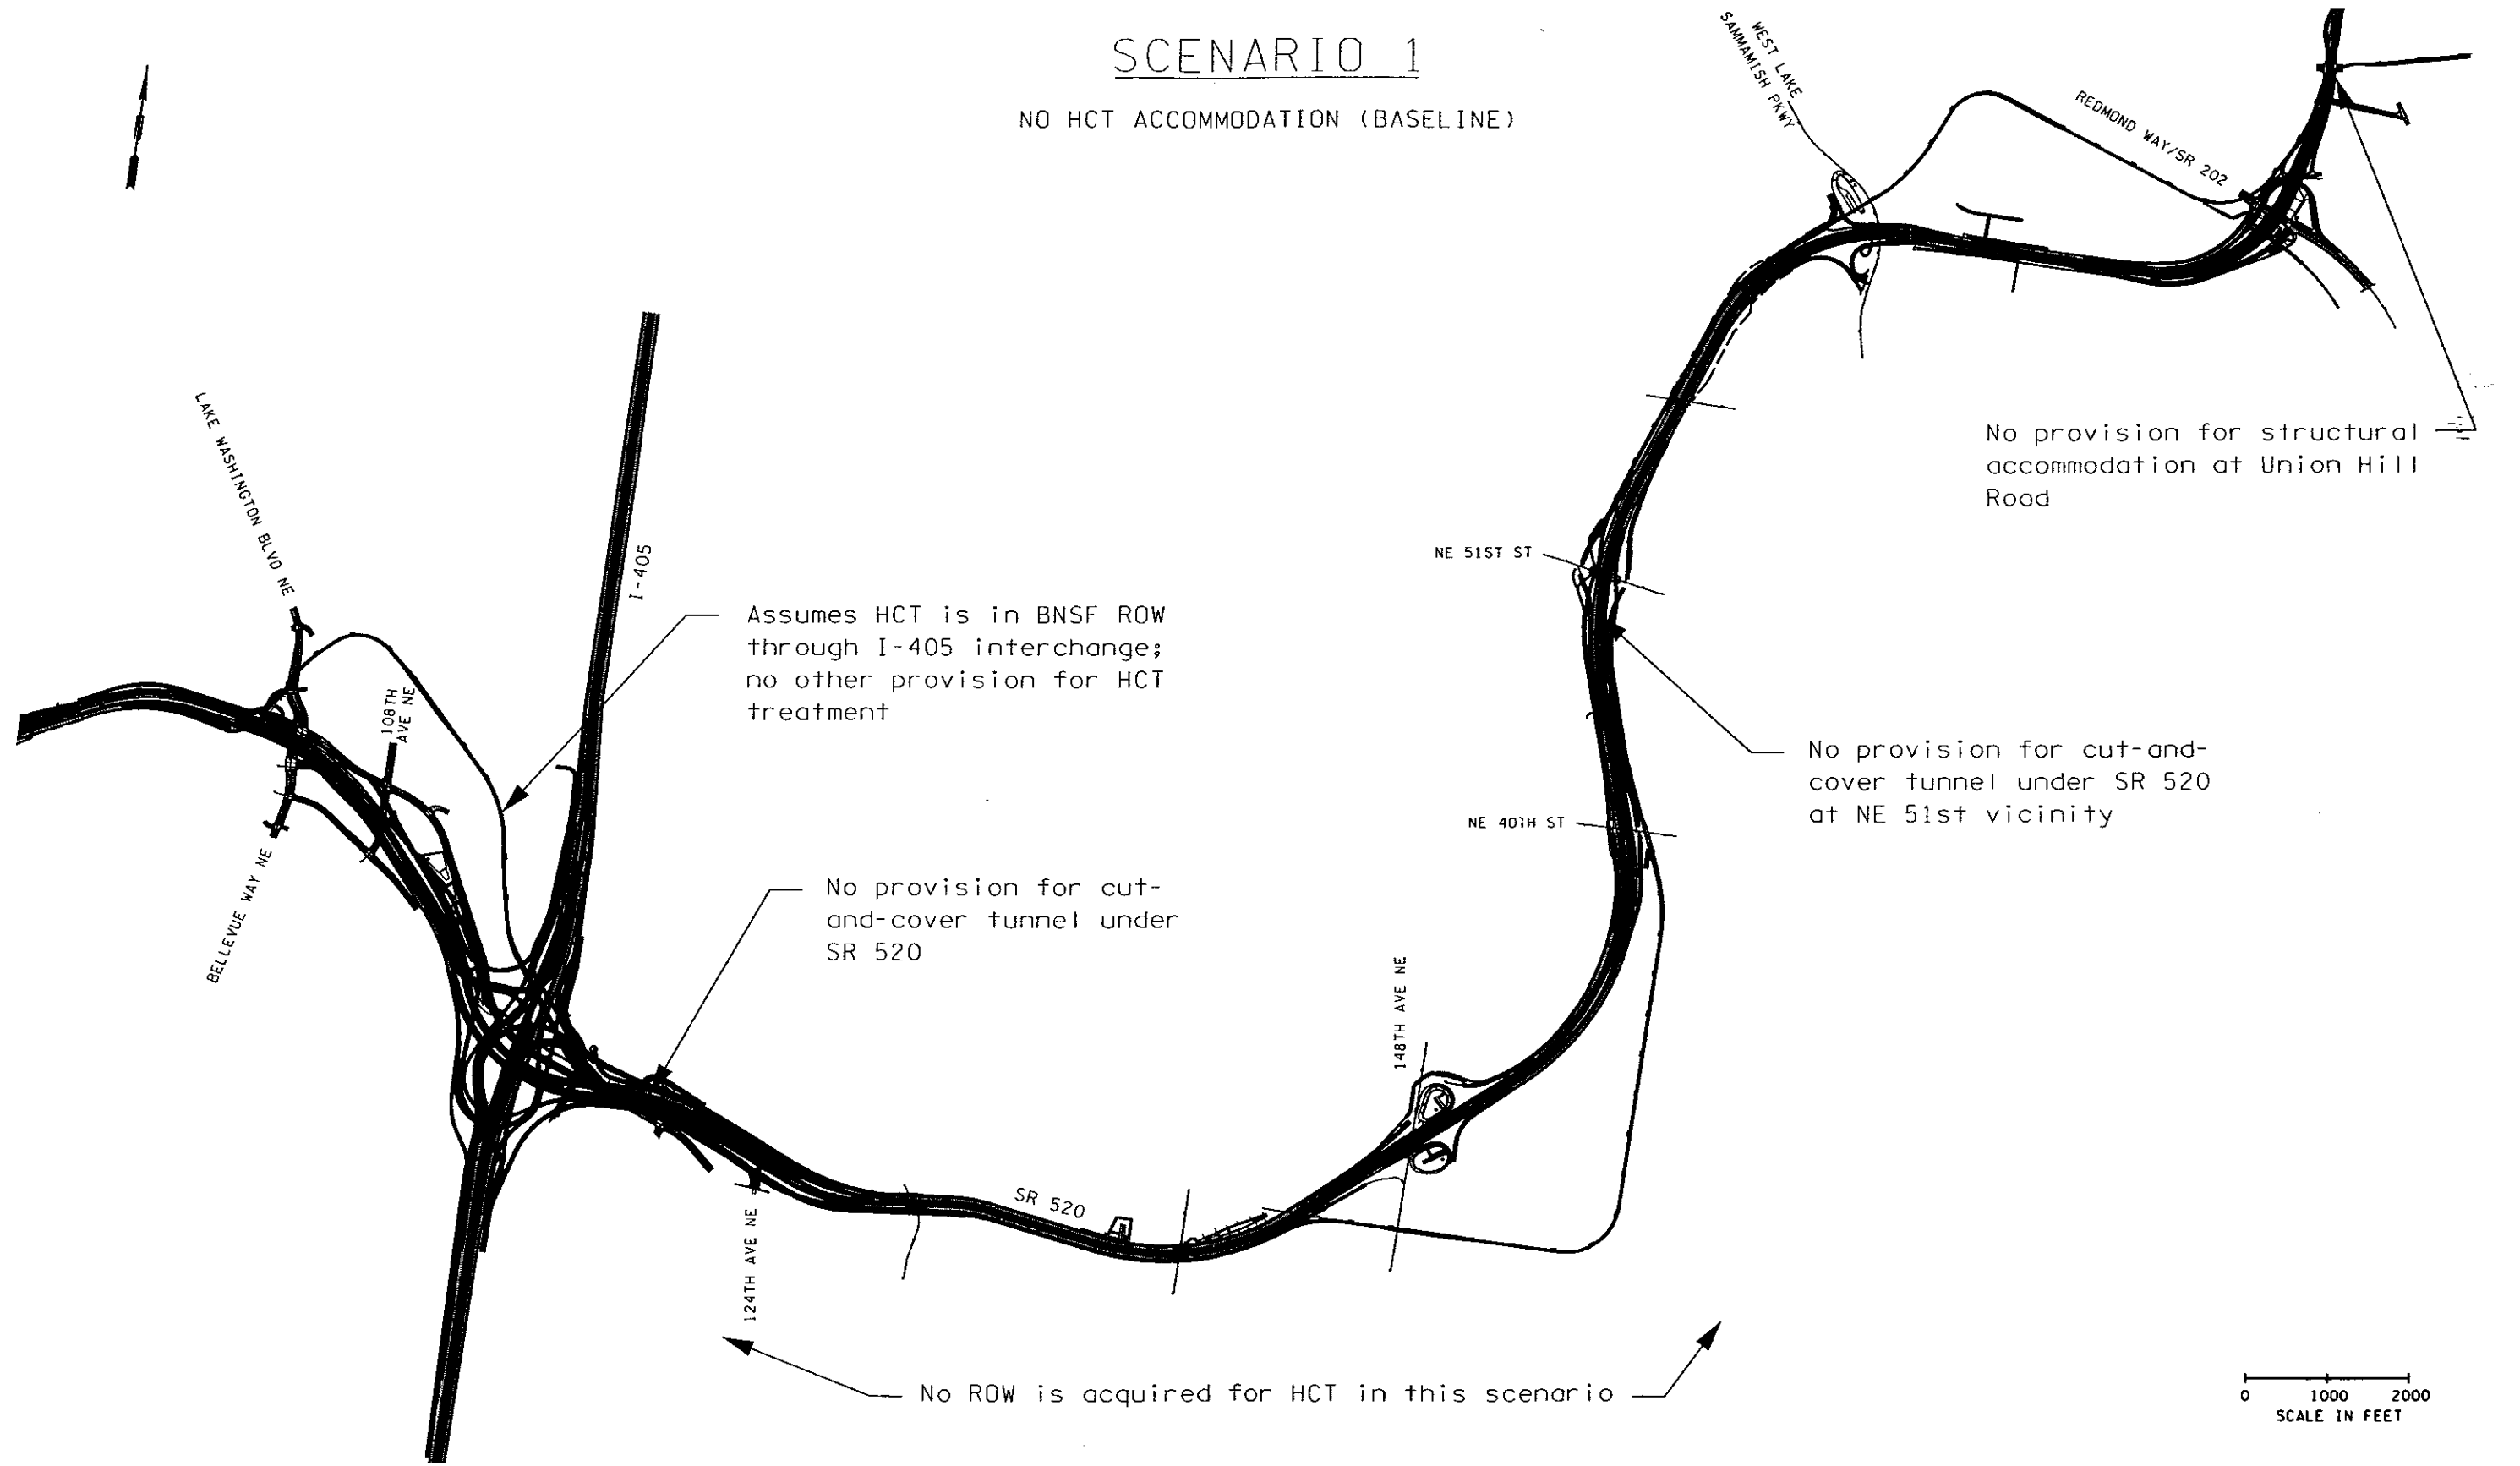 SCENARIO 1
NO HCT ACCOMMODATION (BASELINE)
WEST LAKE
SAMMAMISH PKWY
REDMOND WAY/SR 202
No provision for structural
accommodation at Union Hill
Road
LAKE WASHINGTON BLVD NE
I-405
NE 51ST ST
Assumes HCT is in BNSF ROW
through I-405 interchange;
no other provision for HCT
treatment
108TH
AVE NE
No provision for cut-and-
cover tunnel under SR 520
at NE 51st vicinity
NE 40TH ST
BELLEVUE WAY NE
No provision for cut-
and-cover tunnel under
SR 520
148TH AVE NE
SR 520
124TH AVE NE
No ROW is acquired for HCT in this scenario
0 1000 2000
SCALE IN FEET